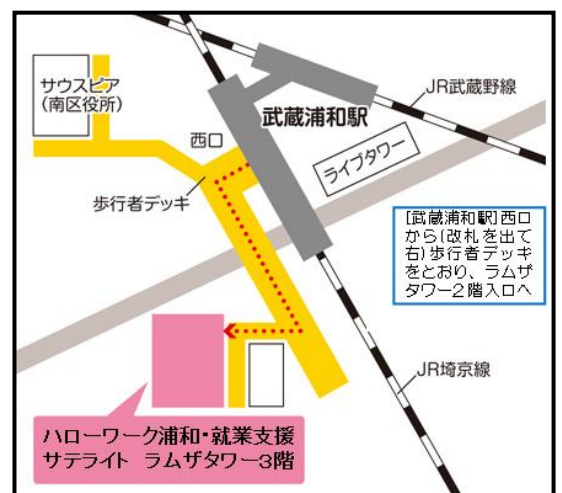 サウスピア
(南区役所)
JR武蔵野線
武蔵浦和駅
西口
ライブタワー
歩行者デッキ
[武蔵浦和駅]西口
から(改札を出て
右)歩行者デッキ
をとおり、ラムザ
タワー2階入口へ
JR埼京線
ハローワーク浦和・就業支援
サテライト ラムザタワー3階